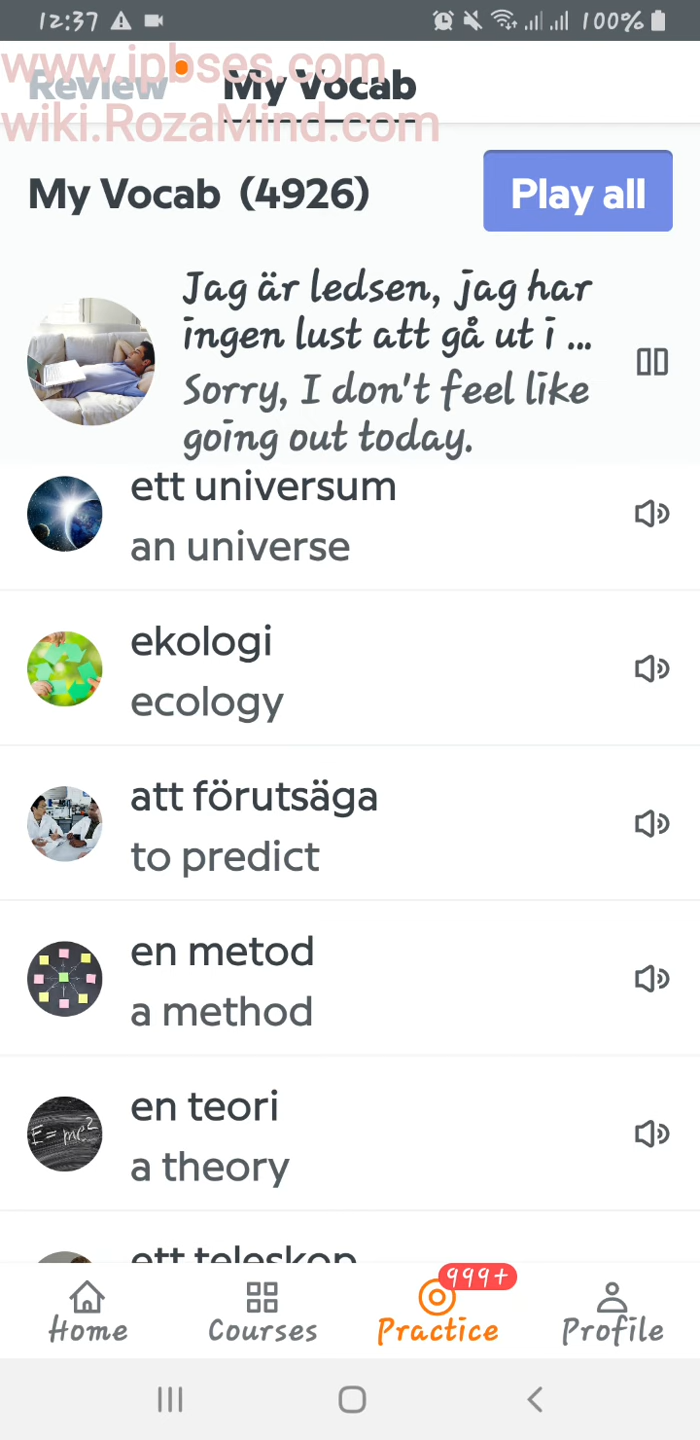 12:37 100%
www.ipbses.com
Review My Vocab
wiki.RozaMind.com
My Vocab (4926)
Play all
Jag är ledsen, jag har
ingen lust att gå ut i ...
Sorry, I don't feel like
going out today.
ett universum
an universe
ekologi
ecology
att förutsäga
to predict
en metod
a method
en teori
a theory
E=mc2
ett teleskop
999+
Home Courses Practice Profile